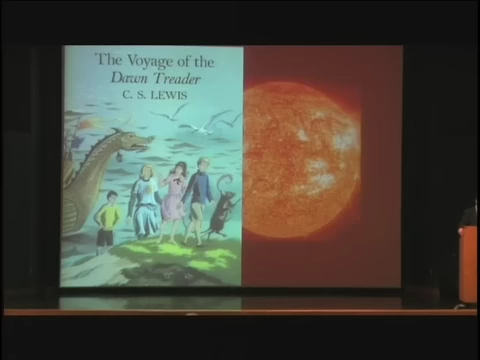 The Voyage of the
Dawn Treader
C. S. LEWIS